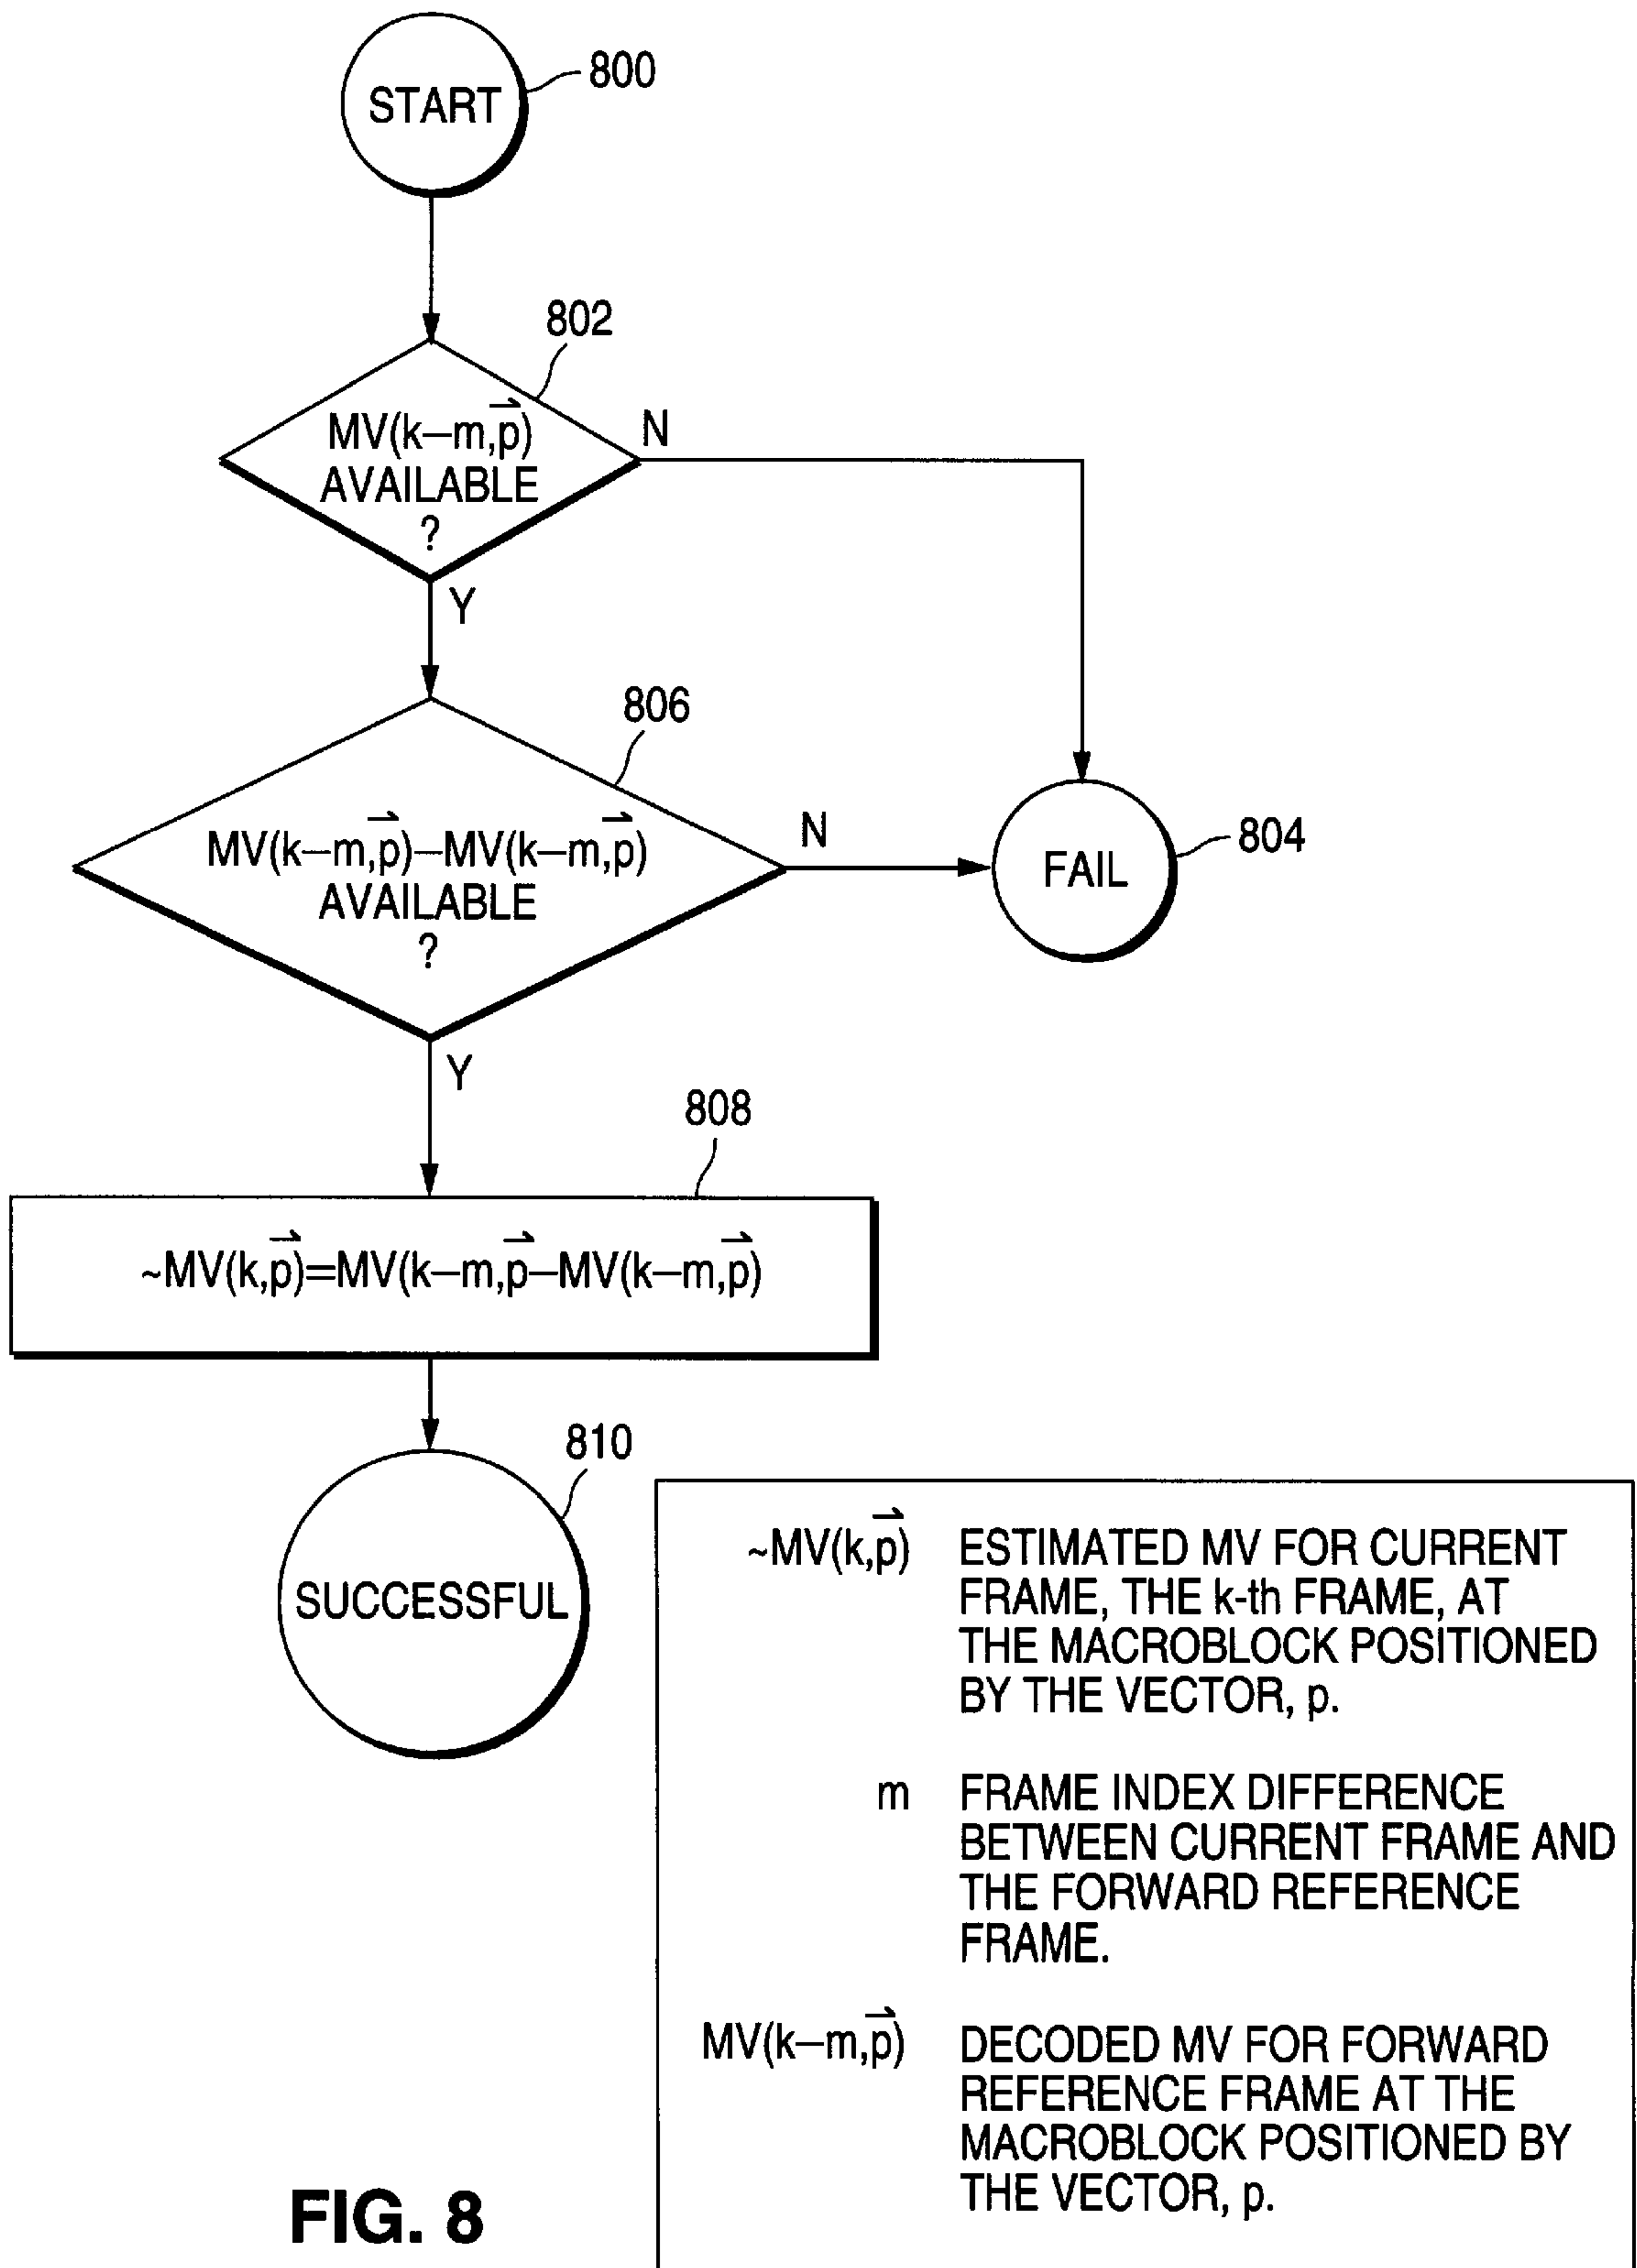 START
800
802
MV(k–m,p⃗)
AVAILABLE
?
N
Y
806
MV(k–m,p⃗)–MV(k–m,p⃗)
AVAILABLE
?
N
FAIL
804
Y
808
~MV(k,p⃗)=MV(k–m,p⃗–MV(k–m,p⃗)
810
SUCCESSFUL
~MV(k,p⃗) ESTIMATED MV FOR CURRENT
FRAME, THE k-th FRAME, AT
THE MACROBLOCK POSITIONED
BY THE VECTOR, p.
m FRAME INDEX DIFFERENCE
BETWEEN CURRENT FRAME AND
THE FORWARD REFERENCE
FRAME.
MV(k–m,p⃗) DECODED MV FOR FORWARD
REFERENCE FRAME AT THE
MACROBLOCK POSITIONED BY
THE VECTOR, p.
FIG. 8